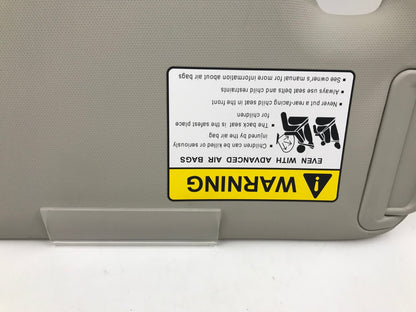 WARNING
EVEN WITH ADVANCED AIR BAGS
• Children can be killed or seriously
injured by the air bag
• The back seat is the safest place
for children
• Never put a rear-facing child seat in the front
• Always use seat belts and child restraints
• See owner's manual for more information about air bags